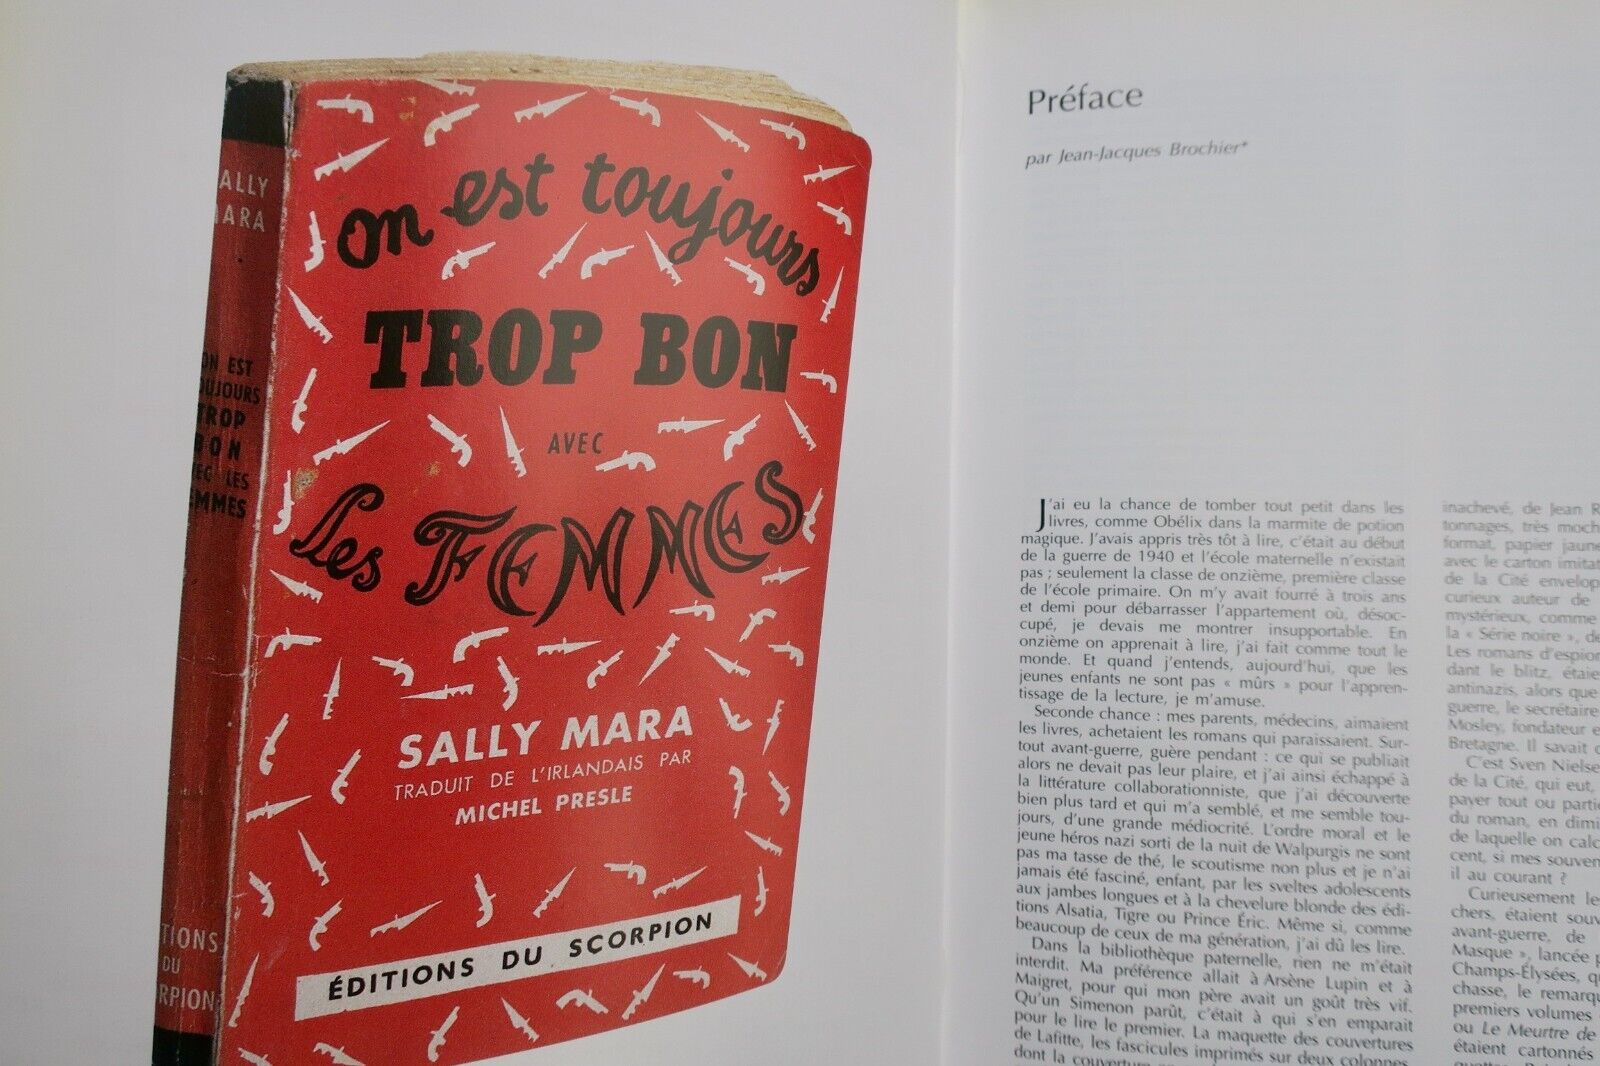 ALLY
MARA
ON EST
TOUJOURS
TROP
BON
AVEC LES
FEMMES
TIONS
DU
RPION
on est toujours
TROP BON
AVEC
Les FEMMES
SALLY MARA
TRADUIT DE L'IRLANDAIS PAR
MICHEL PRESLE
ÉDITIONS DU SCORPION
Préface
par Jean-Jacques Brochier*
J'ai eu la chance de tomber tout petit dans les
livres, comme Obélix dans la marmite de potion
magique. J'avais appris très tôt à lire, c'était au début
de la guerre de 1940 et l'école maternelle n'existait
pas ; seulement la classe de onzième, première classe
de l'école primaire. On m'y avait fourré à trois ans
et demi pour débarrasser l'appartement où, désoc-
cupé, je devais me montrer insupportable. En
onzième on apprenait à lire, j'ai fait comme tout le
monde. Et quand j'entends, aujourd'hui, que les
jeunes enfants ne sont pas « mûrs » pour l'appren-
tissage de la lecture, je m'amuse.
Seconde chance : mes parents, médecins, aimaient
les livres, achetaient les romans qui paraissaient. Sur-
tout avant-guerre, guère pendant : ce qui se publiait
alors ne devait pas leur plaire, et j'ai ainsi échappé à
la littérature collaborationniste, que j'ai découverte
bien plus tard et qui m'a semblé, et me semble tou-
jours, d'une grande médiocrité. L'ordre moral et le
jeune héros nazi sorti de la nuit de Walpurgis ne sont
pas ma tasse de thé, le scoutisme non plus et je n'ai
jamais été fasciné, enfant, par les sveltes adolescents
aux jambes longues et à la chevelure blonde des édi-
tions Alsatia, Tigre ou Prince Éric. Même si, comme
beaucoup de ceux de ma génération, j'ai dû les lire.
Dans la bibliothèque paternelle, rien ne m'était
interdit. Ma préférence allait à Arsène Lupin et à
Maigret, pour qui mon père avait un goût très vif.
Qu'un Simenon parût, c'était à qui s'en emparait
pour le lire le premier. La maquette des couvertures
de Lafitte, les fascicules imprimés sur deux colonnes,
dont la couverture
inachevé, de Jean R
tonnages, très moch
format, papier jaune
avec le carton imitat
de la Cité envelop
curieux auteur de
mystérieux, comme
la « Série noire », de
Les romans d'espion
dant le blitz, étaie
antinazis, alors que
guerre, le secrétaire
Mosley, fondateur e
Bretagne. Il savait d
C'est Sven Nielse
de la Cité, qui eut,
payer tout ou partie
du roman, en dimi
de laquelle on calc
cent, si mes souven
il au courant ?
Curieusement le
chers, étaient souv
avant-guerre, de
Masque », lancée p
Champs-Élysées, qu
chasse, le remarqu
premiers volumes
ou Le Meurtre de
étaient cartonnés